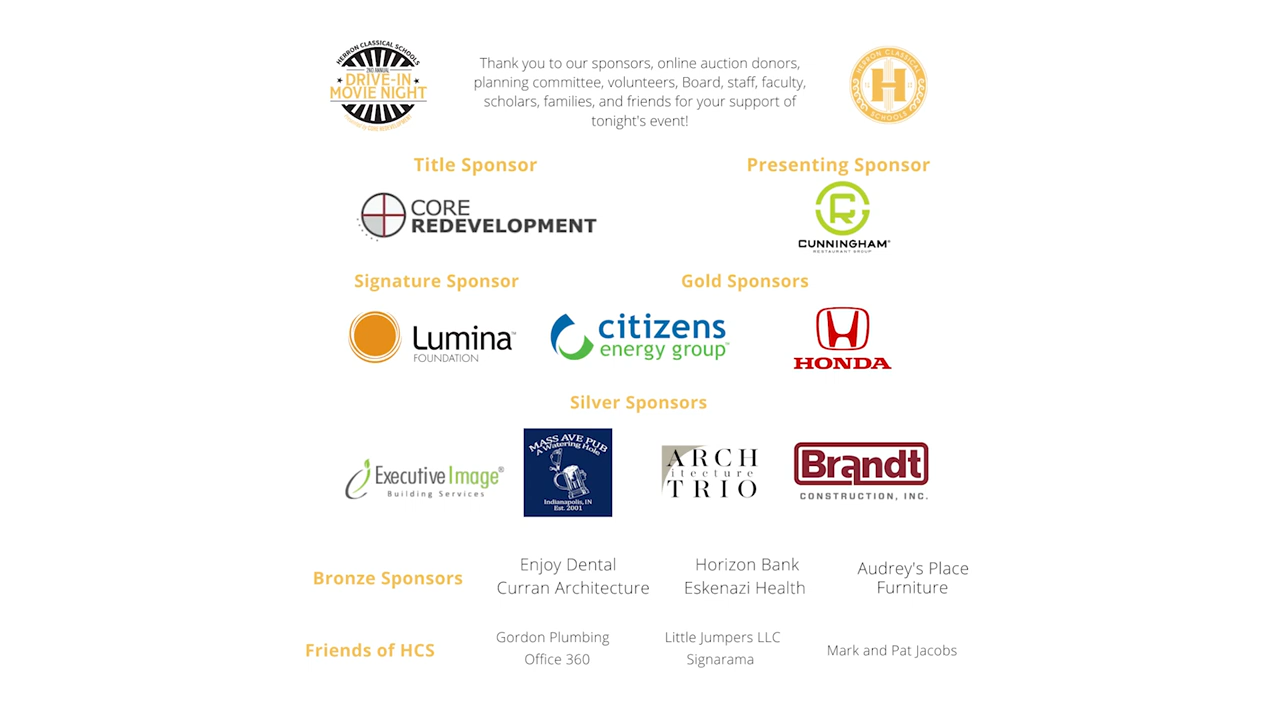 HERRON CLASSICAL SCHOOLS
2ND ANNUAL
DRIVE-IN
MOVIE NIGHT
Thank you to our sponsors, online auction donors,
planning committee, volunteers, Board, staff, faculty,
scholars, families, and friends for your support of
tonight's event!
HERRON CLASSICAL
H
SCHOOLS
Title Sponsor
Presenting Sponsor
CORE
REDEVELOPMENT
CUNNINGHAM®
RESTAURANT GROUP
Signature Sponsor
Gold Sponsors
Lumina™
FOUNDATION
citizens
energy group™
HONDA
Silver Sponsors
ExecutiveImage®
Building Services
MASS AVE PUB
A Watering Hole
Indianapolis, IN
Est. 2001
ARCH
itecture
TRIO
Brandt
CONSTRUCTION, INC.
Bronze Sponsors
Enjoy Dental
Curran Architecture
Horizon Bank
Eskenazi Health
Audrey's Place
Furniture
Friends of HCS
Gordon Plumbing
Office 360
Little Jumpers LLC
Signarama
Mark and Pat Jacobs